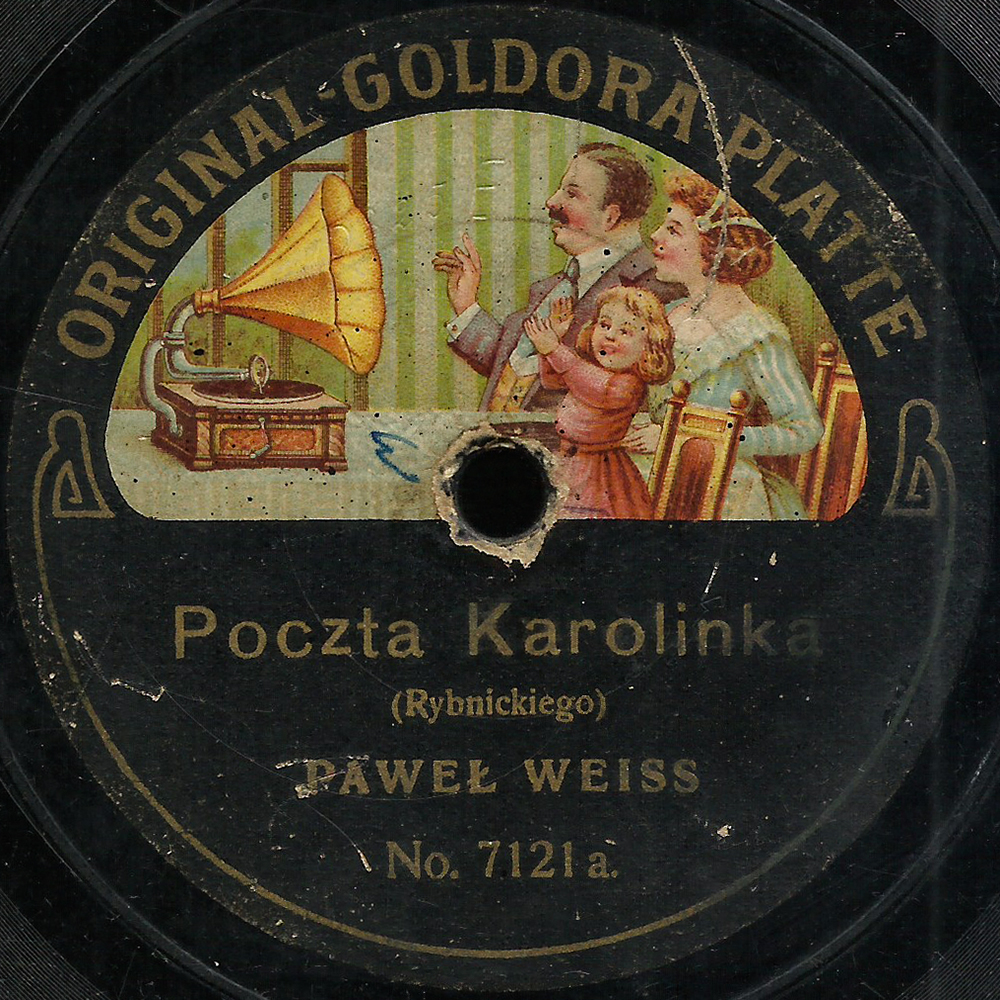 ORIGINAL-GOLDORA-PLATTE
Poczta Karolinka
(Rybnickiego)
PAWEŁ WEISS
No. 7121 a.